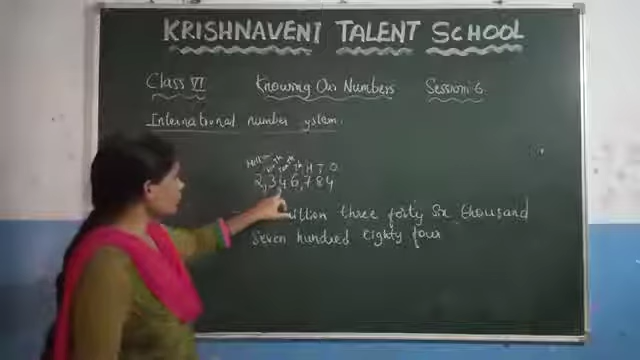 KRISHNAVENI TALENT SCHOOL
Class VI Knowing Our Numbers Session: 6
International number system.
H T O
2,346,784
million three forty Six thousand
Seven hundred eighty four